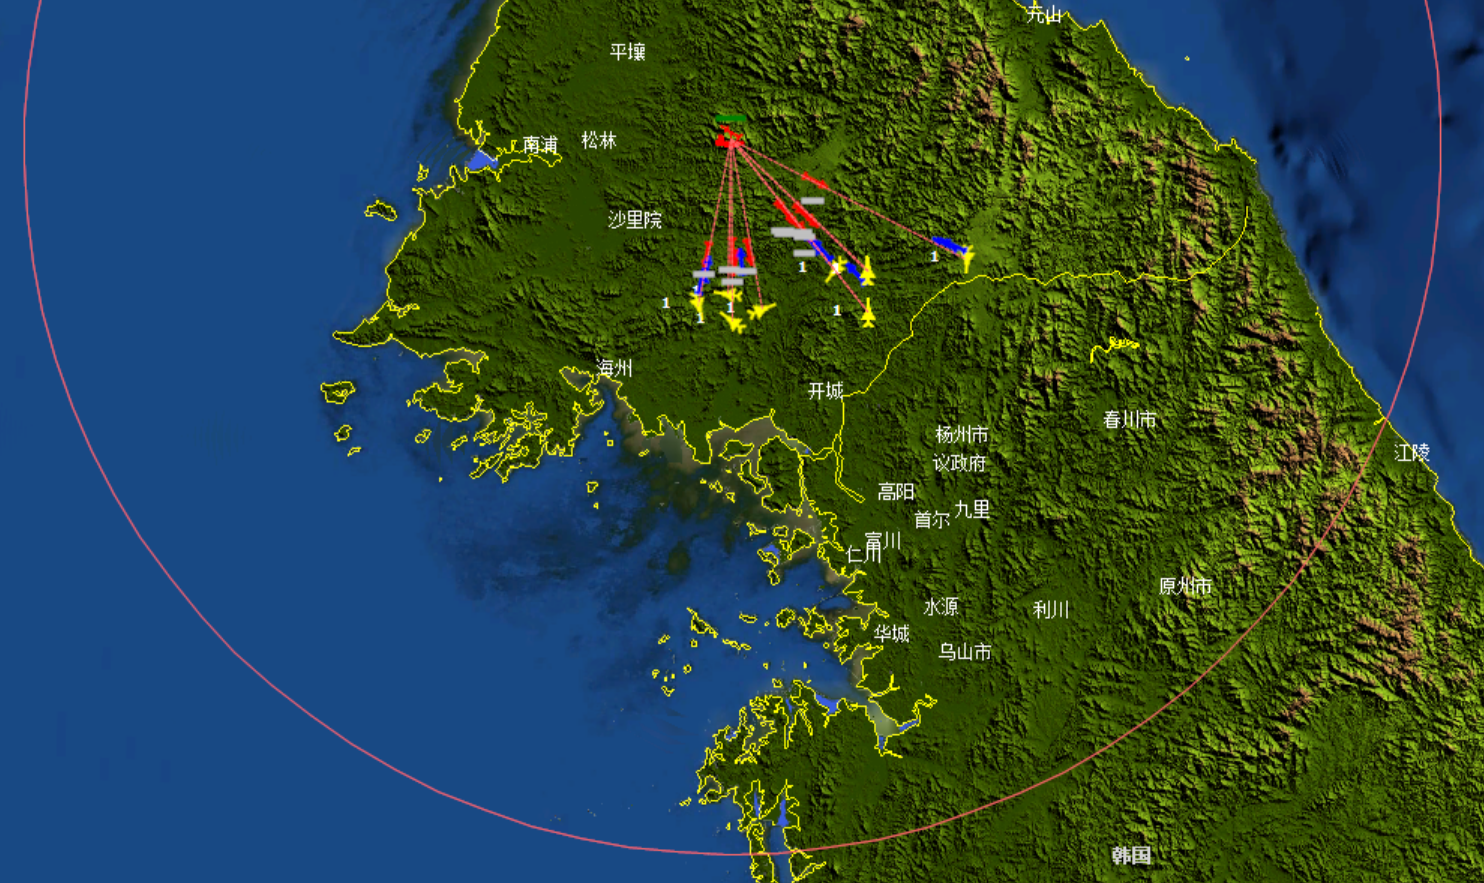 元山
平壤
南浦
松林
沙里院
1
1
1
1
1
1
海州
开城
春川市
杨州市
江陵
议政府
高阳
九里
首尔
富川
仁川
原州市
水源
利川
华城
乌山市
韩国